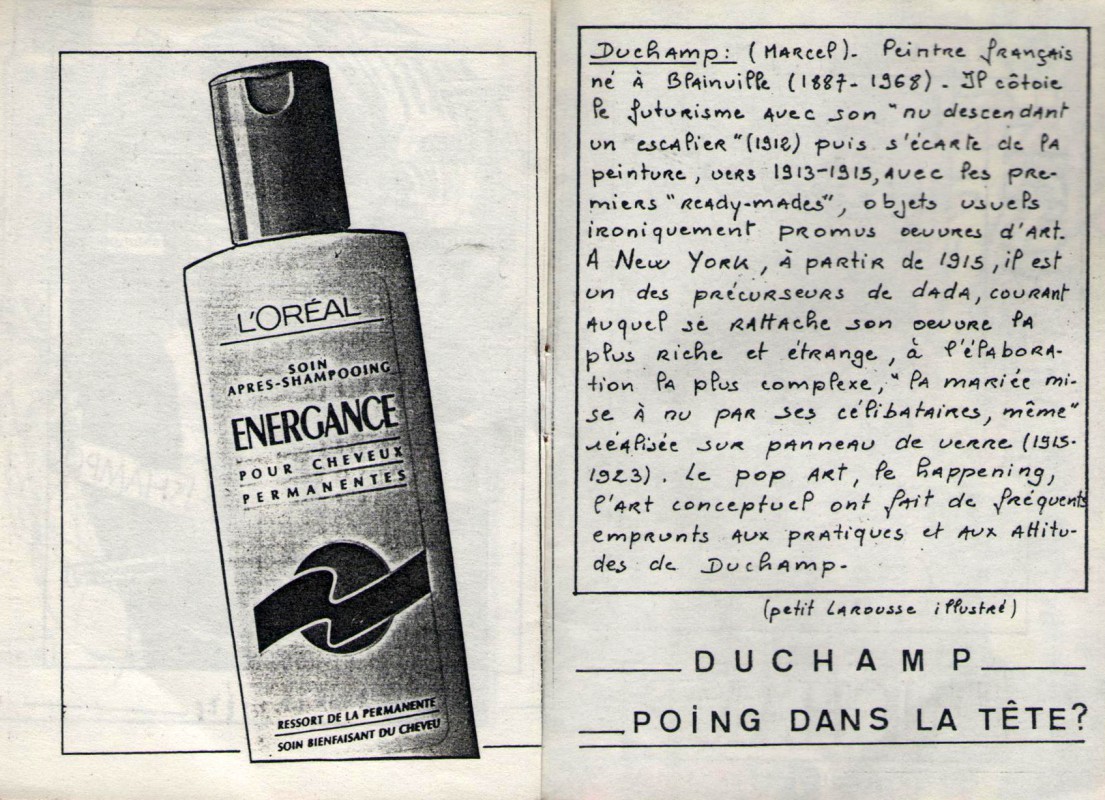 L'ORÉAL
SOIN
APRES-SHAMPOOING
ENERGANCE
POUR CHEVEUX
PERMANENTES
RESSORT DE LA PERMANENTE
SOIN BIENFAISANT DU CHEVEU
Duchamp: (Marcel). Peintre français
né à Blainville (1887-1968). Il côtoie
le futurisme avec son "nu descendant
un escalier" (1912) puis s'écarte de la
peinture, vers 1913-1915, avec les pre-
miers "ready-mades", objets usuels
ironiquement promus oeuvres d'art.
A New York, à partir de 1915, il est
un des précurseurs de dada, courant
auquel se rattache son oeuvre la
plus riche et étrange, à l'élabora-
tion la plus complexe, "la mariée mi-
se à nu par ses célibataires, même"
réalisée sur panneau de verre (1915-
1923). Le pop art, le happening,
l'art conceptuel ont fait de fréquents
emprunts aux pratiques et aux attitu-
des de Duchamp.
(petit Larousse illustré)
DUCHAMP
POING DANS LA TÊTE?